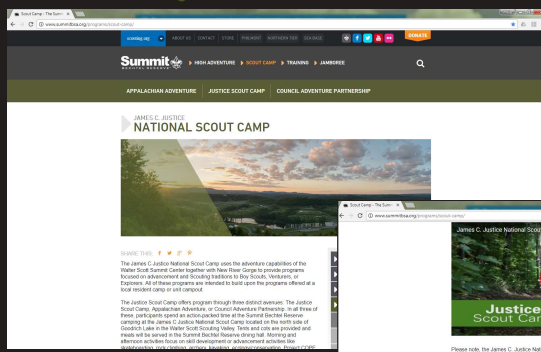 Scout Camp - The Summ
www.summitbsa.org/programs/scout-camp/
scouting.org
ABOUT US
CONTACT
STORE
PHILMONT
NORTHERN TIER
SEA BASE
DONATE
Summit
BECHTEL RESERVE
HIGH ADVENTURE
SCOUT CAMP
TRAINING
JAMBOREE
APPALACHIAN ADVENTURE
JUSTICE SCOUT CAMP
COUNCIL ADVENTURE PARTNERSHIP
JAMES C. JUSTICE
NATIONAL SCOUT CAMP
SHARE THIS:
The James C Justice National Scout Camp uses the adventure capabilities of the
Walter Scott Summit Center together with New River Gorge to provide programs
focused on advancement and Scouting traditions to Boy Scouts, Venturers, or
Explorers. All of these programs are intended to build upon the programs offered at a
local resident camp or unit campout.
The Justice Scout Camp offers program through three distinct avenues: The Justice
Scout Camp, Appalachian Adventure, or Council Adventure Partnership. In all three of
these, participants spend an action-packed time at the Summit Bechtel Reserve
camping at the James C Justice National Scout Camp located on the north side of
Goodrich Lake in the Walter Scott Scouting Valley. Tents and cots are provided and
meals will be served in the Summit Bechtel Reserve dining hall. Morning and
afternoon activities focus on skill development or advancement activities like
Scout Camp - The Summ
www.summitbsa.org/programs/scout-camp/
James C. Justice National Scout
Justice
Scout Cam
Please note, the James C. Justice Nat